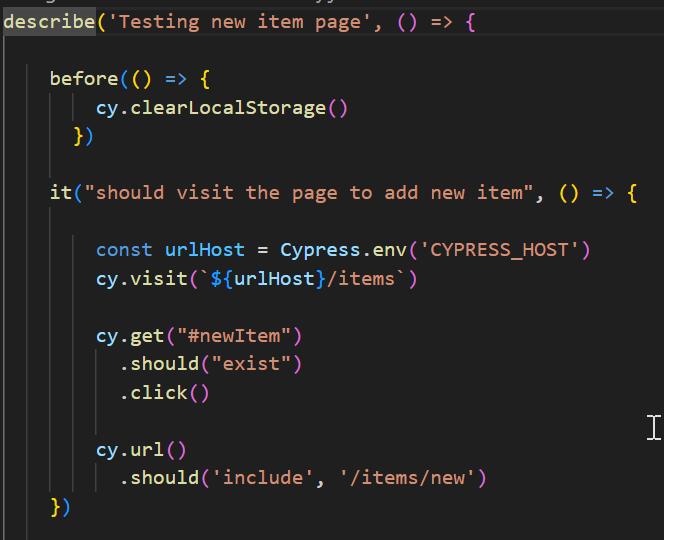 describe('Testing new item page', () => {
before(() => {
cy.clearLocalStorage()
})
it("should visit the page to add new item", () => {
const urlHost = Cypress.env('CYPRESS_HOST')
cy.visit(`${urlHost}/items`)
cy.get("#newItem")
.should("exist")
.click()
cy.url()
.should('include', '/items/new')
})